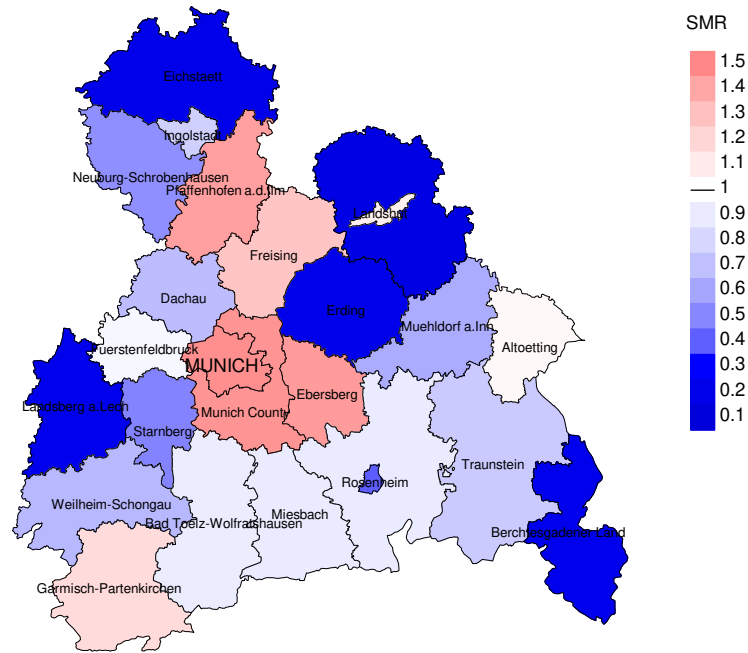 SMR
1.5
1.4
1.3
1.2
1.1
1
0.9
0.8
0.7
0.6
0.5
0.4
0.3
0.2
0.1
Eichstaett
Ingolstadt
Neuburg-Schrobenhausen
Pfaffenhofen a.d.Ilm
Landshut
Freising
Dachau
Erding
Muehldorf a.Inn
Altoetting
Fuerstenfeldbruck
MUNICH
Ebersberg
Landsberg a.Lech
Munich County
Starnberg
Traunstein
Rosenheim
Weilheim-Schongau
Miesbach
Bad Toelz-Wolfratshausen
Berchtesgadener Land
Garmisch-Partenkirchen